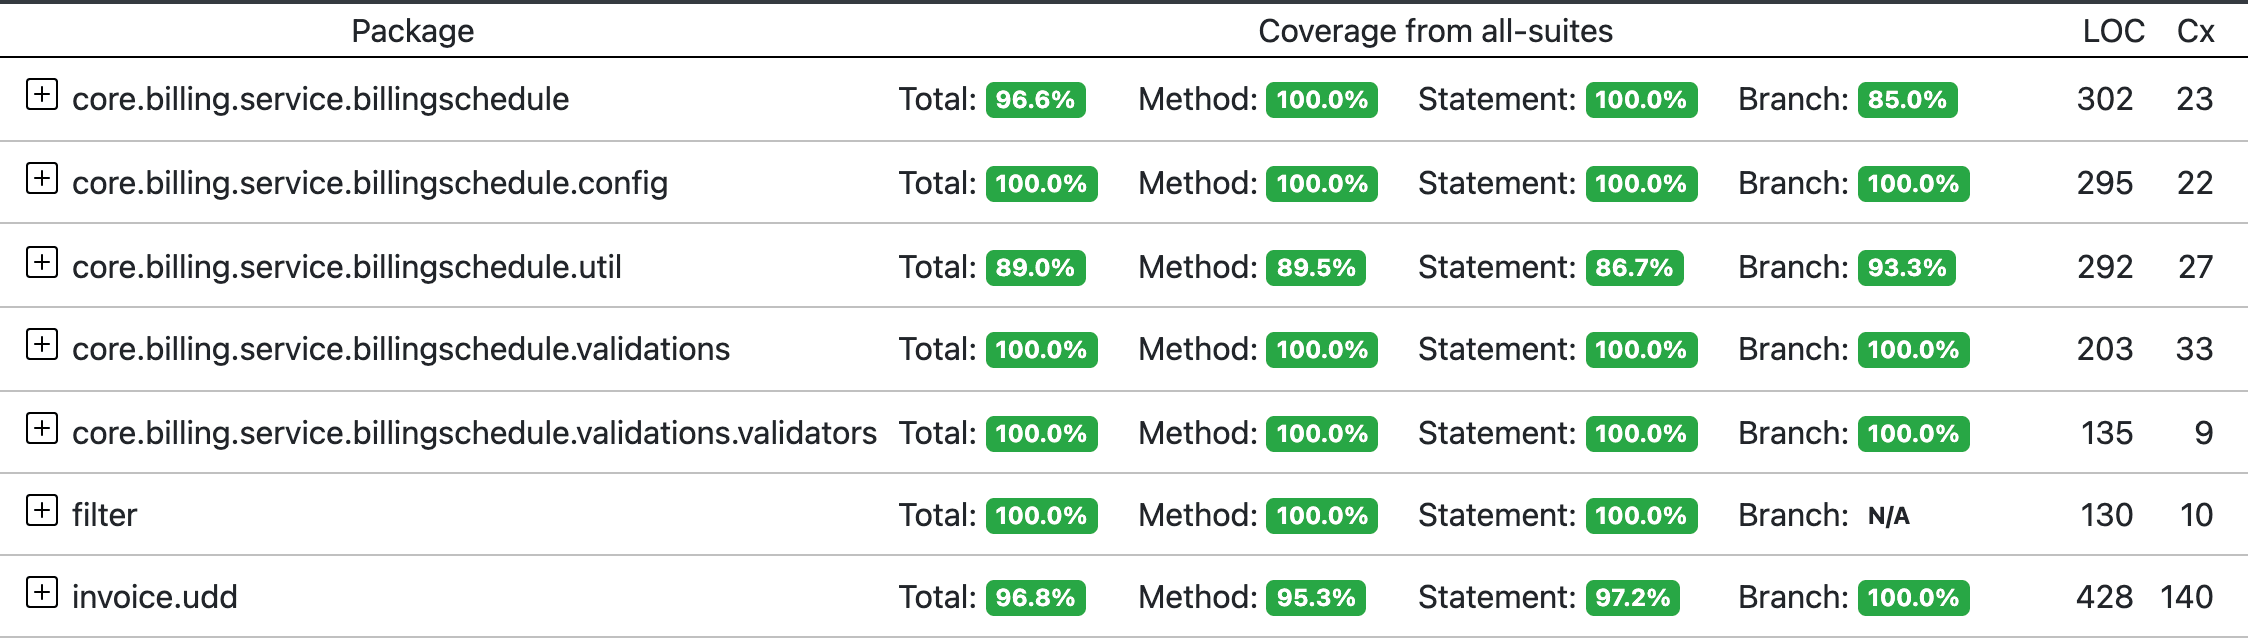 Package Coverage from all-suites LOC Cx
core.billing.service.billingschedule Total: 96.6% Method: 100.0% Statement: 100.0% Branch: 85.0% 302 23
core.billing.service.billingschedule.config Total: 100.0% Method: 100.0% Statement: 100.0% Branch: 100.0% 295 22
core.billing.service.billingschedule.util Total: 89.0% Method: 89.5% Statement: 86.7% Branch: 93.3% 292 27
core.billing.service.billingschedule.validations Total: 100.0% Method: 100.0% Statement: 100.0% Branch: 100.0% 203 33
core.billing.service.billingschedule.validations.validators Total: 100.0% Method: 100.0% Statement: 100.0% Branch: 100.0% 135 9
filter Total: 100.0% Method: 100.0% Statement: 100.0% Branch: N/A 130 10
invoice.udd Total: 96.8% Method: 95.3% Statement: 97.2% Branch: 100.0% 428 140